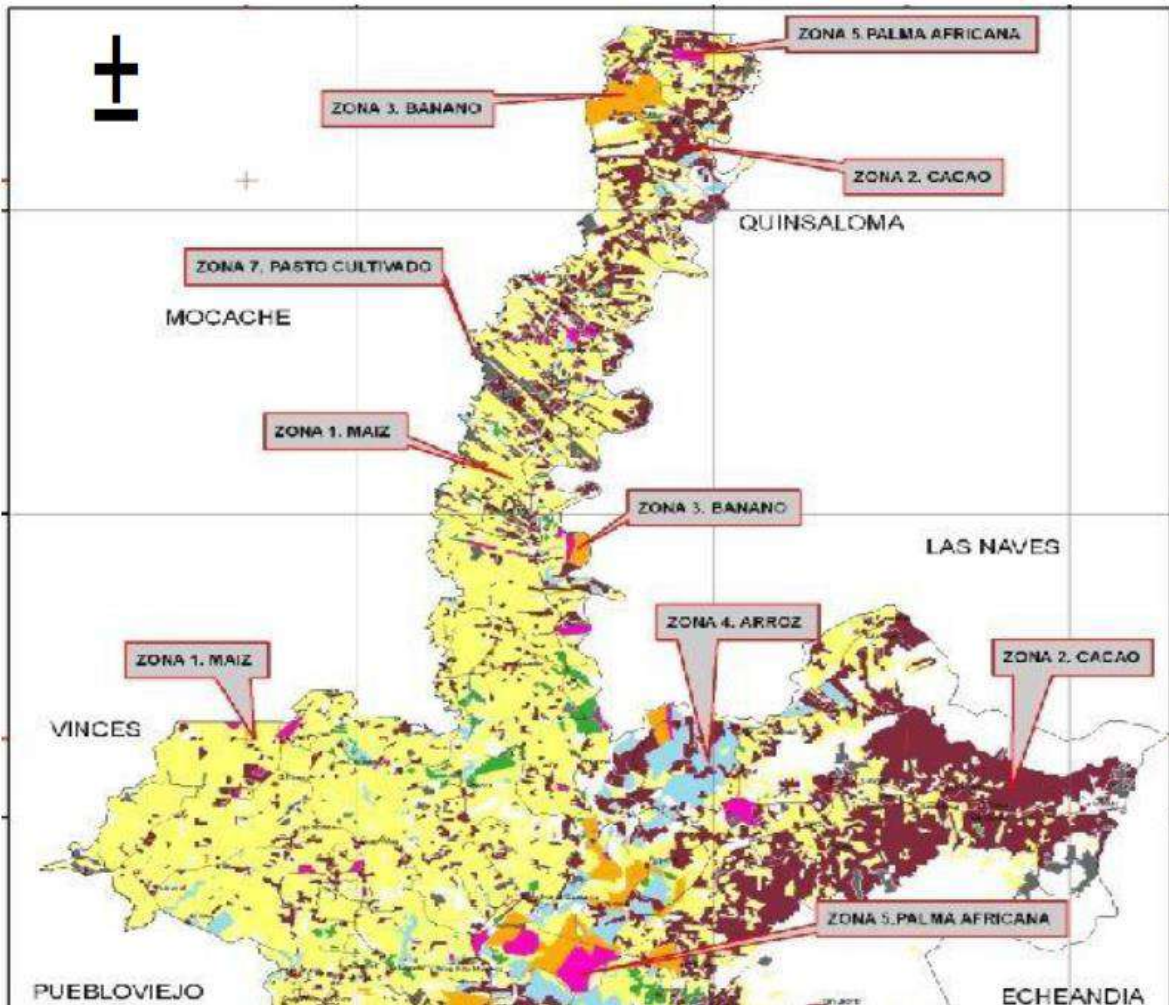 ZONA 5.PALMA AFRICANA
ZONA 3. BANANO
ZONA 2. CACAO
QUINSALOMA
ZONA 7. PASTO CULTIVADO
MOCACHE
ZONA 1. MAIZ
ZONA 3. BANANO
LAS NAVES
ZONA 4. ARROZ
ZONA 1. MAIZ
ZONA 2. CACAO
VINCES
ZONA 5.PALMA AFRICANA
PUEBLOVIEJO
ECHEANDIA